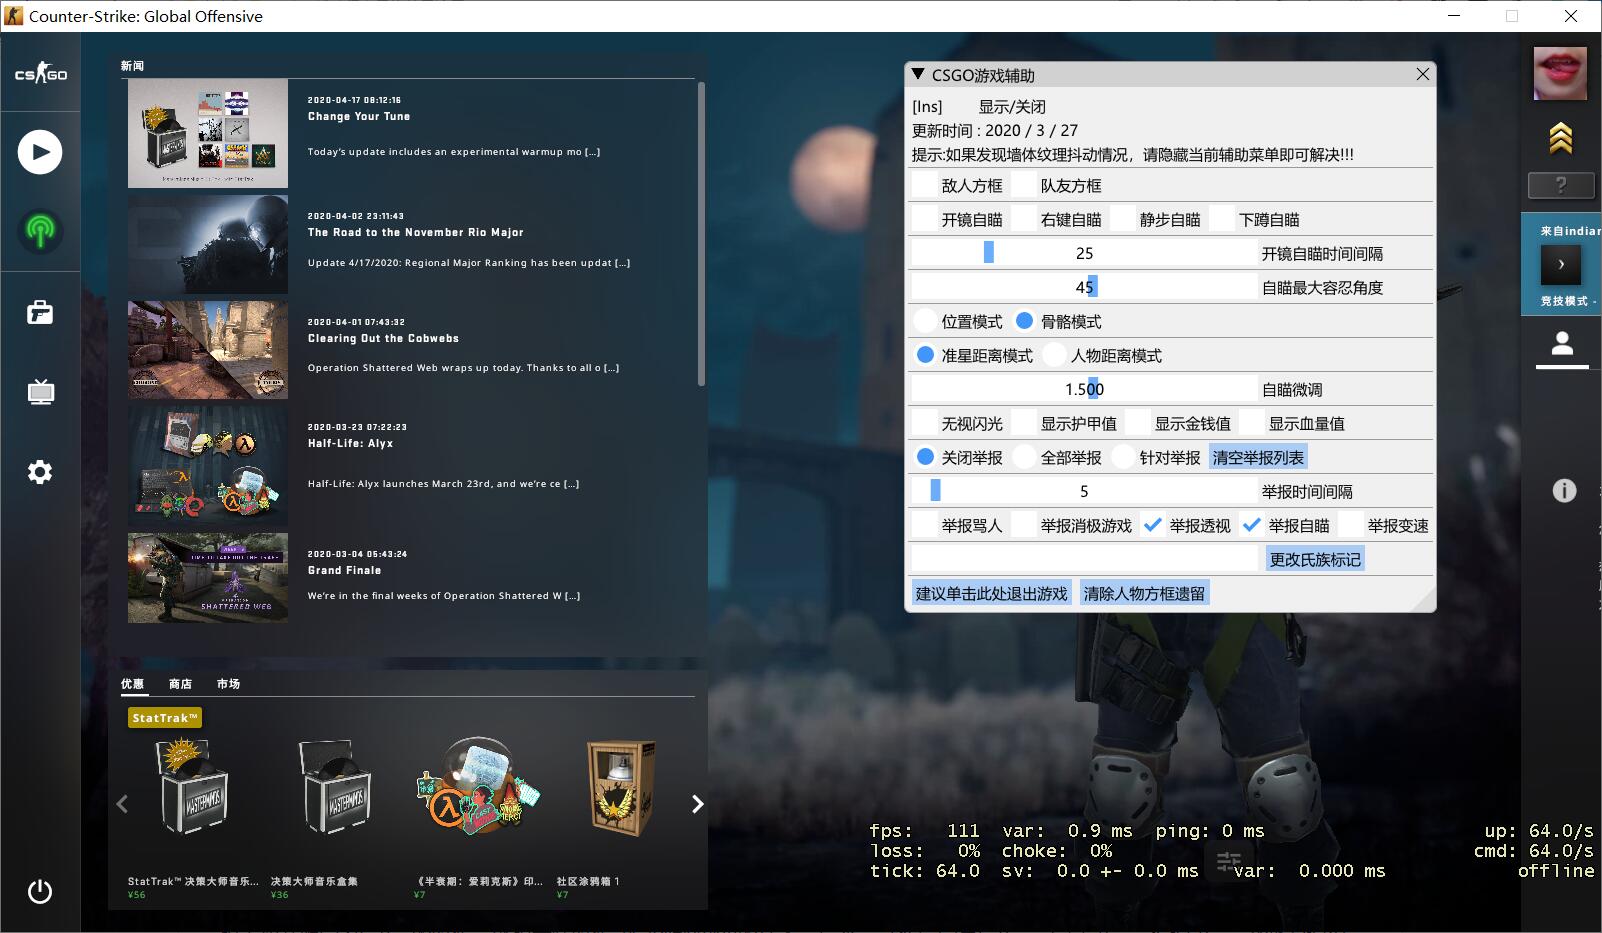 Counter-Strike: Global Offensive
CS GO
新闻
2020-04-17 08:12:16
Change Your Tune
Today's update includes an experimental warmup mo [...]
2020-04-02 23:11:43
The Road to the November Rio Major
Update 4/17/2020: Regional Major Ranking has been updat [...]
2020-04-01 07:43:32
Clearing Out the Cobwebs
Operation Shattered Web wraps up today. Thanks to all o [...]
2020-03-23 07:22:23
Half-Life: Alyx
Half-Life: Alyx launches March 23rd, and we're ce [...]
SHATTERED WEB
2020-03-04 05:43:24
Grand Finale
We're in the final weeks of Operation Shattered W [...]
优惠 商店 市场
StatTrak™
MASTERMINDS
MASTERMINDS
StatTrak™ 决策大师音乐...
¥56
决策大师音乐盒集
¥36
《半衰期：爱莉克斯》印...
¥7
社区涂鸦箱 1
¥7
CSGO游戏辅助
[Ins] 显示/关闭
更新时间 : 2020 / 3 / 27
提示:如果发现墙体纹理抖动情况，请隐藏当前辅助菜单即可解决!!!
敌人方框 队友方框
开镜自瞄 右键自瞄 静步自瞄 下蹲自瞄
25 开镜自瞄时间间隔
45 自瞄最大容忍角度
位置模式 骨骼模式
准星距离模式 人物距离模式
1.500 自瞄微调
无视闪光 显示护甲值 显示金钱值 显示血量值
关闭举报 全部举报 针对举报 清空举报列表
5 举报时间间隔
举报骂人 举报消极游戏 举报透视 举报自瞄 举报变速
更改氏族标记
建议单击此处退出游戏 清除人物方框遗留
?
来自indian
竞技模式 -
fps: 111 var: 0.9 ms ping: 0 ms up: 64.0/s
loss: 0% choke: 0% cmd: 64.0/s
tick: 64.0 sv: 0.0 +- 0.0 ms var: 0.000 ms offline